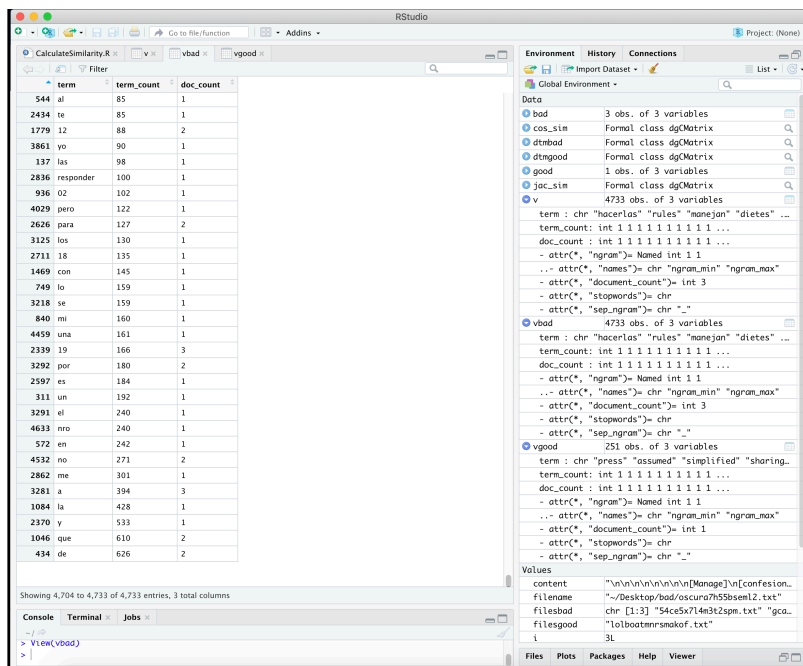 RStudio
Go to file/function
Addins
Project: (None)
CalculateSimilarity.R
v
vbad
vgood
Filter
term term_count doc_count
544 al 85 1
2434 te 85 1
1779 12 88 2
3861 yo 90 1
137 las 98 1
2836 responder 100 1
936 02 102 1
4029 pero 122 1
2626 para 127 2
3125 los 130 1
2711 18 135 1
1469 con 145 1
749 lo 159 1
3218 se 159 1
840 mi 160 1
4459 una 161 1
2339 19 166 3
3292 por 180 2
2597 es 184 1
311 un 192 1
3291 el 240 1
4633 nro 240 1
572 en 242 1
4532 no 271 2
2862 me 301 1
3281 a 394 3
1084 la 428 1
2370 y 533 1
1046 que 610 2
434 de 626 2
Showing 4,704 to 4,733 of 4,733 entries, 3 total columns
Console Terminal Jobs
~/
> View(vbad)
>
Environment History Connections
Import Dataset
List
Global Environment
Data
bad 3 obs. of 3 variables
cos_sim Formal class dgCMatrix
dtmbad Formal class dgCMatrix
dtmgood Formal class dgCMatrix
good 1 obs. of 3 variables
jac_sim Formal class dgCMatrix
v 4733 obs. of 3 variables
term : chr "hacerlas" "rules" "manejan" "dietes" ...
term_count: int 1 1 1 1 1 1 1 1 1 1 ...
doc_count : int 1 1 1 1 1 1 1 1 1 1 ...
- attr(*, "ngram")= Named int 1 1
..- attr(*, "names")= chr "ngram_min" "ngram_max"
- attr(*, "document_count")= int 3
- attr(*, "stopwords")= chr
- attr(*, "sep_ngram")= chr "_"
vbad 4733 obs. of 3 variables
term : chr "hacerlas" "rules" "manejan" "dietes" ...
term_count: int 1 1 1 1 1 1 1 1 1 1 ...
doc_count : int 1 1 1 1 1 1 1 1 1 1 ...
- attr(*, "ngram")= Named int 1 1
..- attr(*, "names")= chr "ngram_min" "ngram_max"
- attr(*, "document_count")= int 3
- attr(*, "stopwords")= chr
- attr(*, "sep_ngram")= chr "_"
vgood 251 obs. of 3 variables
term : chr "press" "assumed" "simplified" "sharing…
term_count: int 1 1 1 1 1 1 1 1 1 1 ...
doc_count : int 1 1 1 1 1 1 1 1 1 1 ...
- attr(*, "ngram")= Named int 1 1
..- attr(*, "names")= chr "ngram_min" "ngram_max"
- attr(*, "document_count")= int 1
- attr(*, "stopwords")= chr
- attr(*, "sep_ngram")= chr "_"
Values
content "\n\n\n\n\n\n\n\n[Manage]\n[confesion…
filename "~/Desktop/bad/oscura7h55bseml2.txt"
filesbad chr [1:3] "54ce5x7l4m3t2spm.txt" "gca…
filesgood "lolboatmnrsmakof.txt"
i 3L
Files Plots Packages Help Viewer